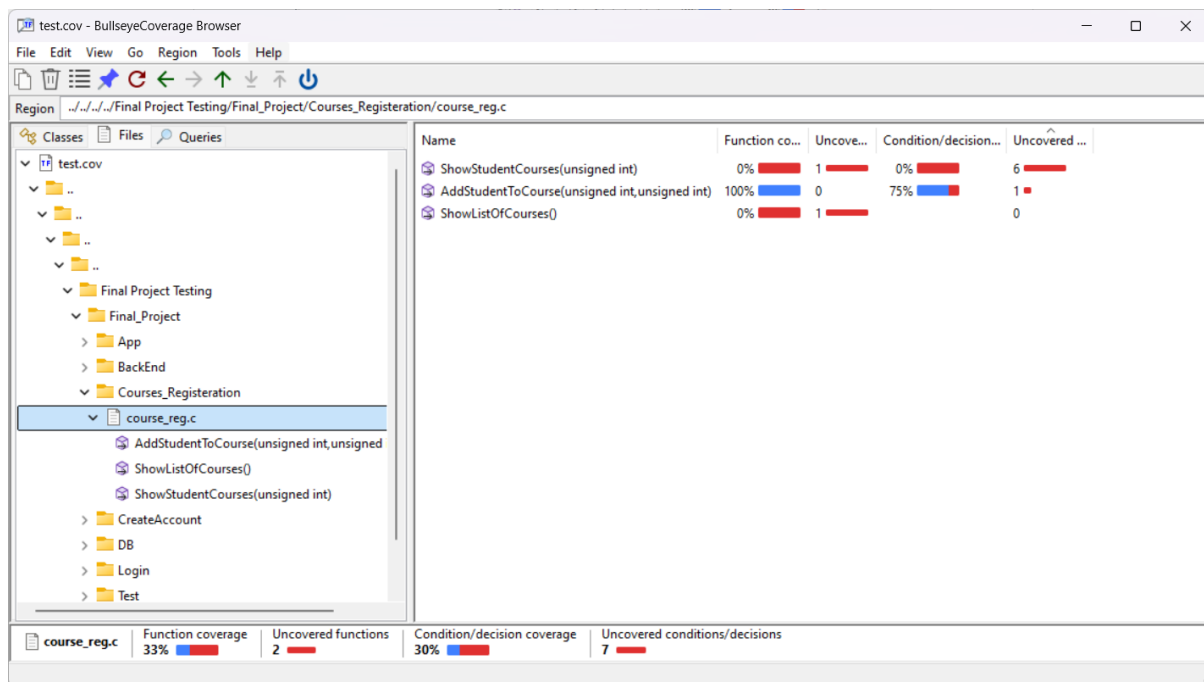 test.cov - BullseyeCoverage Browser
File Edit View Go Region Tools Help
Region ../../../../Final Project Testing/Final_Project/Courses_Registeration/course_reg.c
Classes Files Queries
test.cov
..
..
..
..
Final Project Testing
Final_Project
App
BackEnd
Courses_Registeration
course_reg.c
AddStudentToCourse(unsigned int,unsigned
ShowListOfCourses()
ShowStudentCourses(unsigned int)
CreateAccount
DB
Login
Test
Name Function co... Uncove... Condition/decision... Uncovered ...
ShowStudentCourses(unsigned int) 0% 1 0% 6
AddStudentToCourse(unsigned int,unsigned int) 100% 0 75% 1
ShowListOfCourses() 0% 1 0
course_reg.c
Function coverage Uncovered functions Condition/decision coverage Uncovered conditions/decisions
33% 2 30% 7